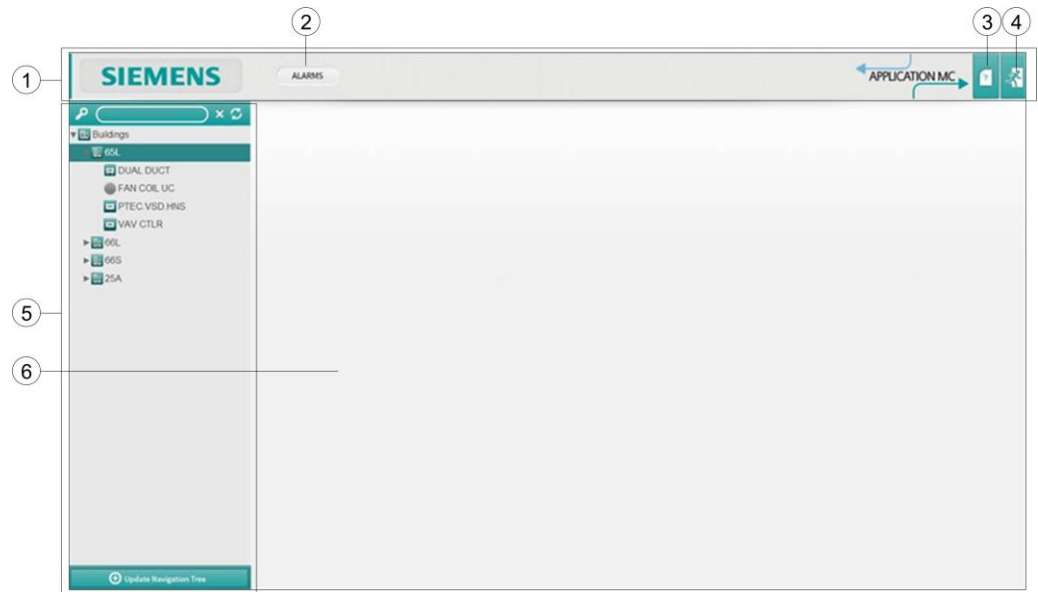 2
3
4
1
SIEMENS
ALARMS
APPLICATION MC
?
Buildings
65L
DUAL DUCT
FAN COIL UC
PTEC.VSD.HNS
VAV CTLR
66L
66S
25A
5
6
Update Navigation Tree